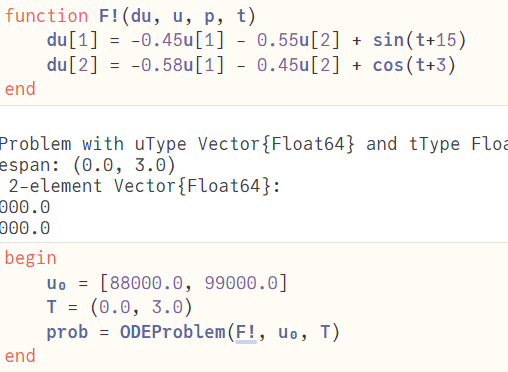 function F!(du, u, p, t)
du[1] = -0.45u[1] - 0.55u[2] + sin(t+15)
du[2] = -0.58u[1] - 0.45u[2] + cos(t+3)
end
Problem with uType Vector{Float64} and tType Floa
espan: (0.0, 3.0)
2-element Vector{Float64}:
000.0
000.0
begin
u₀ = [88000.0, 99000.0]
T = (0.0, 3.0)
prob = ODEProblem(F!, u₀, T)
end